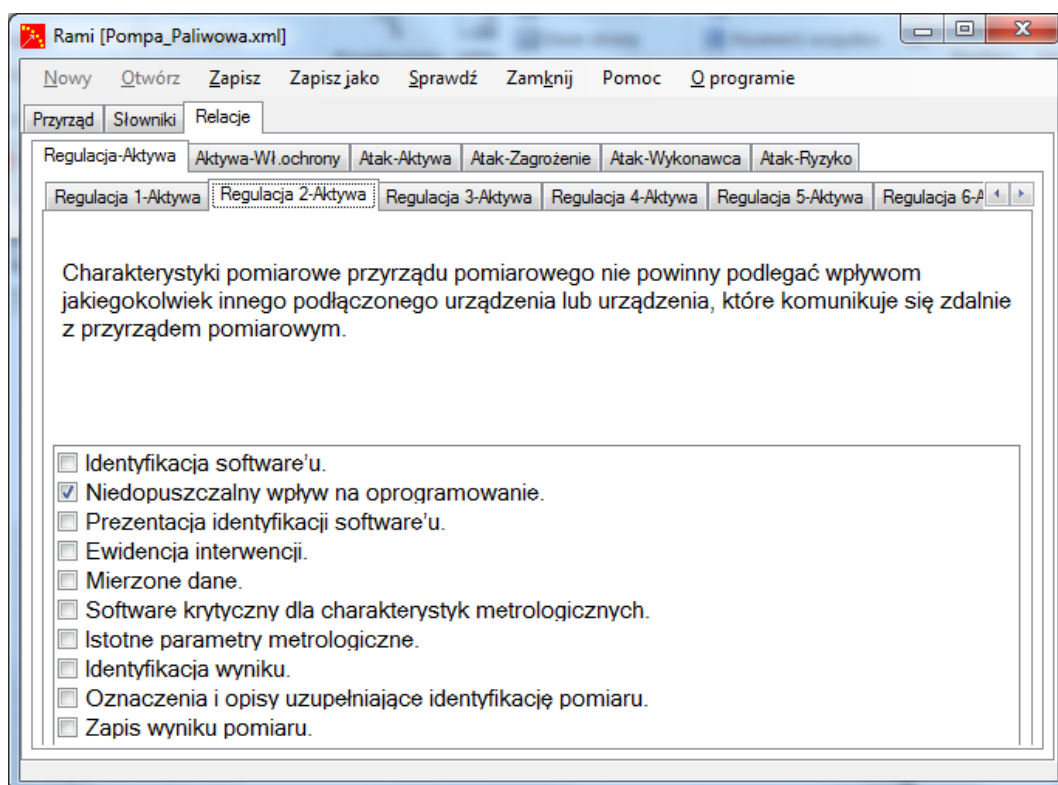 Rami [Pompa_Paliwowa.xml]
Nowy Otwórz Zapisz Zapisz jako Sprawdź Zamknij Pomoc O programie
Przyrząd Słowniki Relacje
Regulacja-Aktywa Aktywa-Wł.ochrony Atak-Aktywa Atak-Zagrożenie Atak-Wykonawca Atak-Ryzyko
Regulacja 1-Aktywa Regulacja 2-Aktywa Regulacja 3-Aktywa Regulacja 4-Aktywa Regulacja 5-Aktywa Regulacja 6-A
Charakterystyki pomiarowe przyrządu pomiarowego nie powinny podlegać wpływom
jakiegokolwiek innego podłączonego urządzenia lub urządzenia, które komunikuje się zdalnie
z przyrządem pomiarowym.
Identyfikacja software'u.
Niedopuszczalny wpływ na oprogramowanie.
Prezentacja identyfikacji software'u.
Ewidencja interwencji.
Mierzone dane.
Software krytyczny dla charakterystyk metrologicznych.
Istotne parametry metrologiczne.
Identyfikacja wyniku.
Oznaczenia i opisy uzupełniające identyfikację pomiaru.
Zapis wyniku pomiaru.